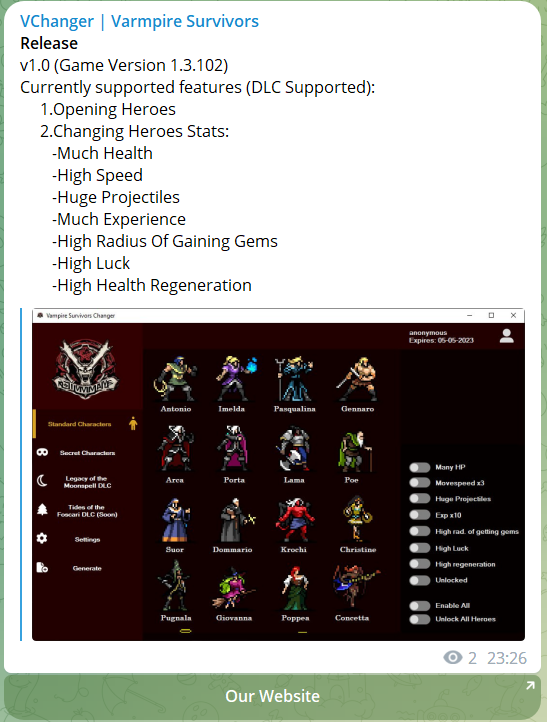 VChanger | Varmpire Survivors
Release
v1.0 (Game Version 1.3.102)
Currently supported features (DLC Supported):
1.Opening Heroes
2.Changing Heroes Stats:
-Much Health
-High Speed
-Huge Projectiles
-Much Experience
-High Radius Of Gaining Gems
-High Luck
-High Health Regeneration
Vampire Survivors Changer
anonymous
Expires: 05-05-2023
Standard Characters
Secret Characters
Legacy of the
Moonspell DLC
Tides of the
Foscari DLC (Soon)
Settings
Generate
Antonio Imelda Pasqualina Gennaro
Arca Porta Lama Poe
Suor Dommario Krochi Christine
Pugnala Giovanna Poppea Concetta
Many HP
Movespeed x3
Huge Projectiles
Exp x10
High rad. of getting gems
High Luck
High regeneration
Unlocked
Enable All
Unlock All Heroes
2 23:26
Our Website